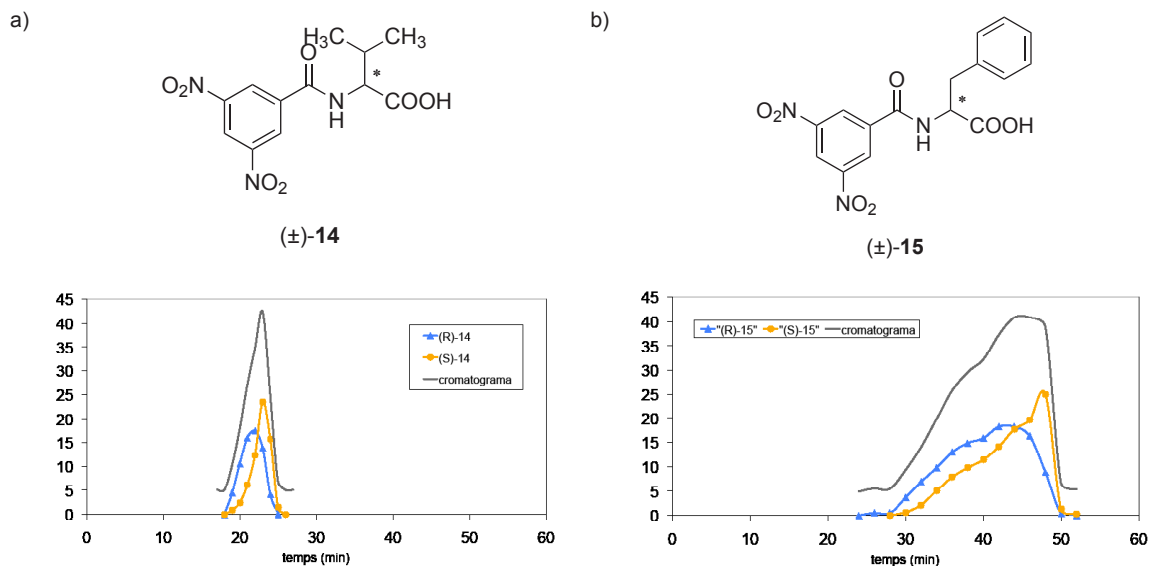 a)
H3C CH3
O
*
NO2
N
H
COOH
NO2
(±)-14
45
40
35
30
25
20
15
10
5
0
0 10 20 30 40 50 60
temps (min)
(R)-14
(S)-14
cromatograma
b)
O
*
NO2
N
H
COOH
NO2
(±)-15
45
40
35
30
25
20
15
10
5
0
0 10 20 30 40 50 60
temps (min)
"(R)-15" "(S)-15" cromatograma